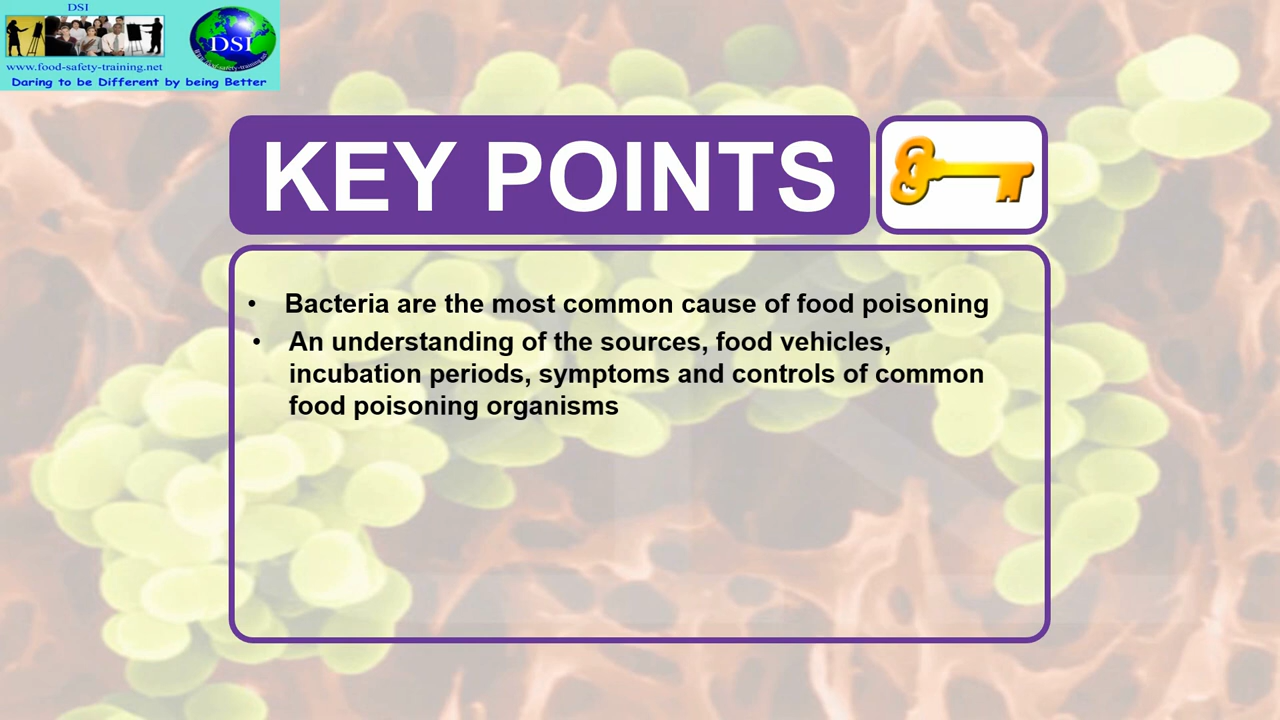 DSI
DSI
www.food-safety-training.net
Daring to be Different by being Better
KEY POINTS
• Bacteria are the most common cause of food poisoning
• An understanding of the sources, food vehicles,
incubation periods, symptoms and controls of common
food poisoning organisms